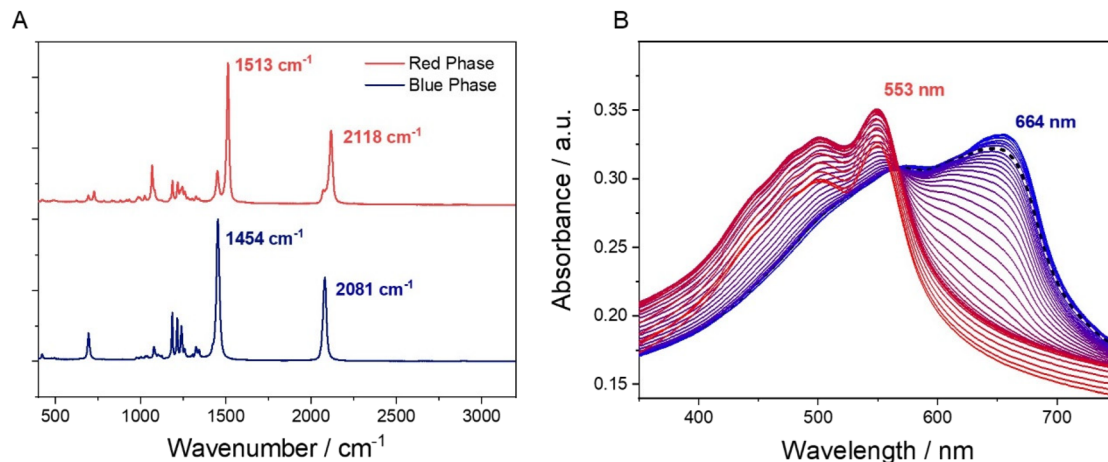 A
1513 cm⁻¹
Red Phase
Blue Phase
2118 cm⁻¹
1454 cm⁻¹
2081 cm⁻¹
500 1000 1500 2000 2500 3000
Wavenumber / cm⁻¹
B
553 nm
664 nm
0.35
0.30
0.25
0.20
0.15
Absorbance / a.u.
400 500 600 700
Wavelength / nm